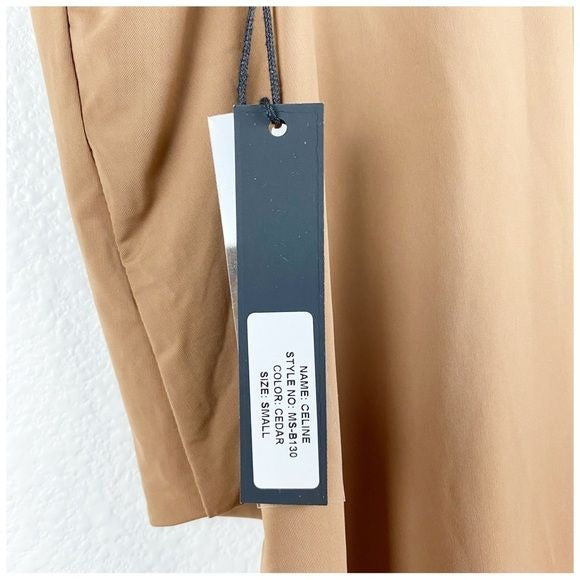 NAME: CELINE
STYLE NO: MS-B130
COLOR: CEDAR
SIZE: SMALL